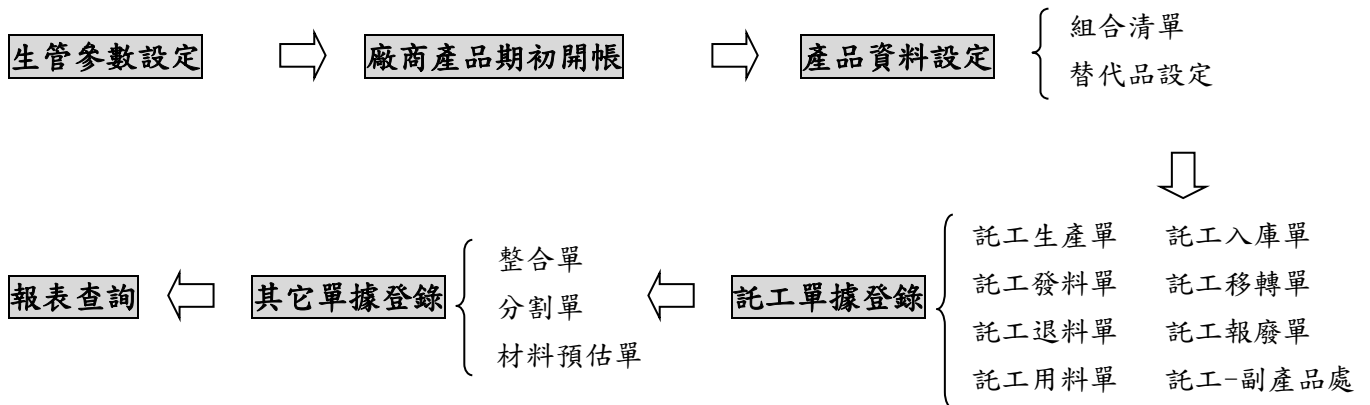 生管參數設定
廠商產品期初開帳
產品資料設定
組合清單
替代品設定
託工單據登錄
託工生產單 託工入庫單
託工發料單 託工移轉單
託工退料單 託工報廢單
託工用料單 託工-副產品處
其它單據登錄
整合單
分割單
材料預估單
報表查詢